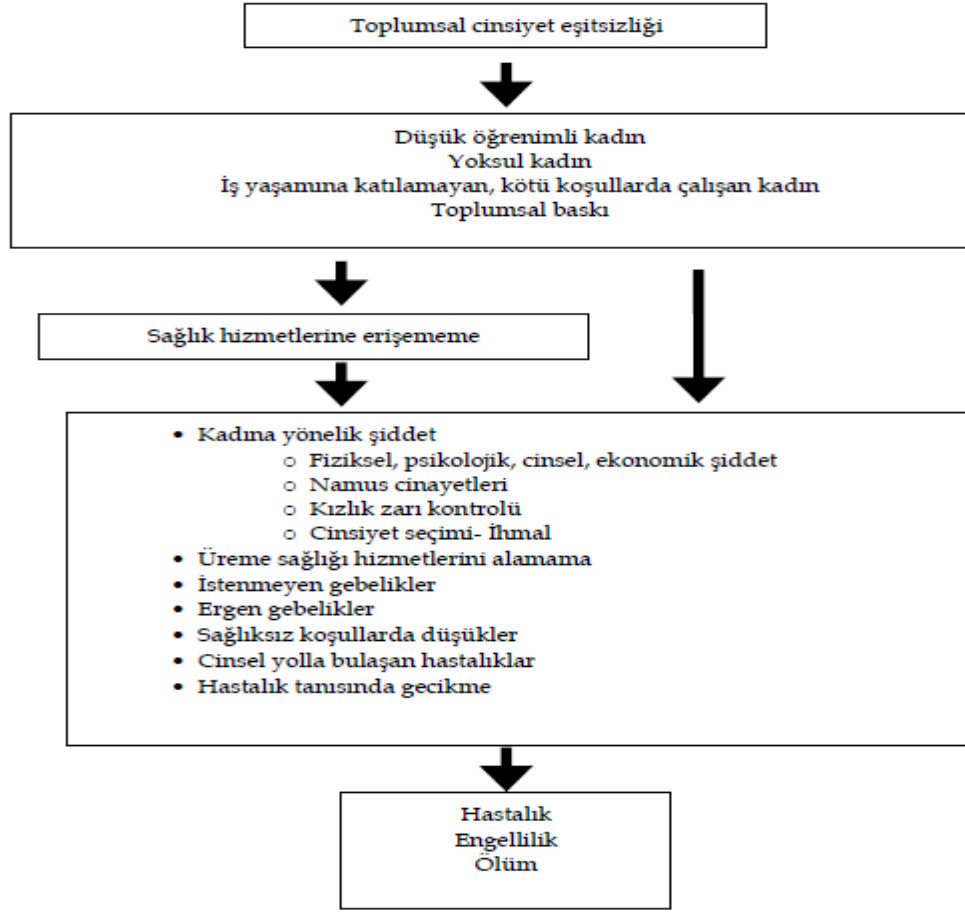 Toplumsal cinsiyet eşitsizliği
Düşük öğrenimli kadın
Yoksul kadın
İş yaşamına katılamayan, kötü koşullarda çalışan kadın
Toplumsal baskı
Sağlık hizmetlerine erişememe
• Kadına yönelik şiddet
o Fiziksel, psikolojik, cinsel, ekonomik şiddet
o Namus cinayetleri
o Kızlık zarı kontrolü
o Cinsiyet seçimi- İhmal
• Üreme sağlığı hizmetlerini alamama
• İstenmeyen gebelikler
• Ergen gebelikler
• Sağlıksız koşullarda düşükler
• Cinsel yolla bulaşan hastalıklar
• Hastalık tanısında gecikme
Hastalık
Engellilik
Ölüm